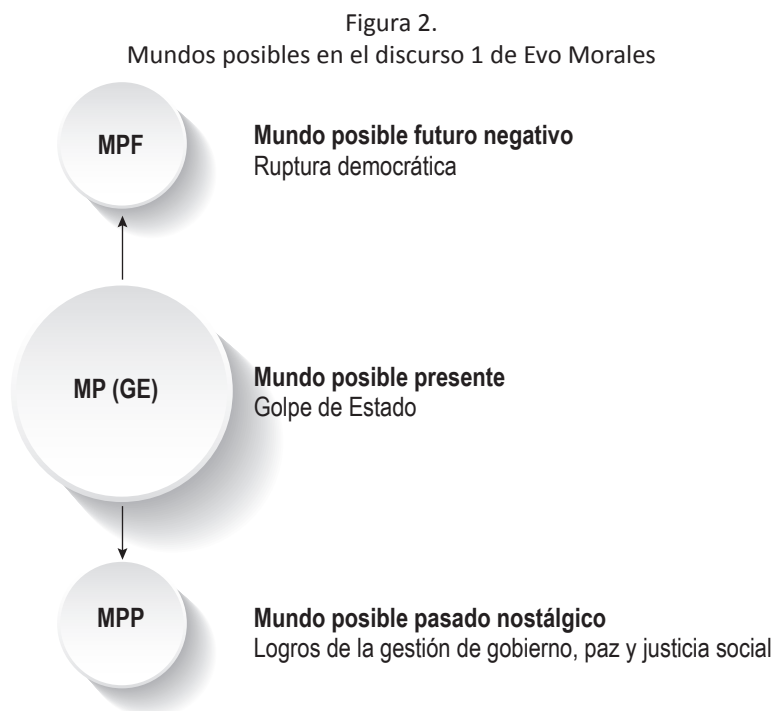 Figura 2.
Mundos posibles en el discurso 1 de Evo Morales
MPF
Mundo posible futuro negativo
Ruptura democrática
MP (GE)
Mundo posible presente
Golpe de Estado
MPP
Mundo posible pasado nostálgico
Logros de la gestión de gobierno, paz y justicia social